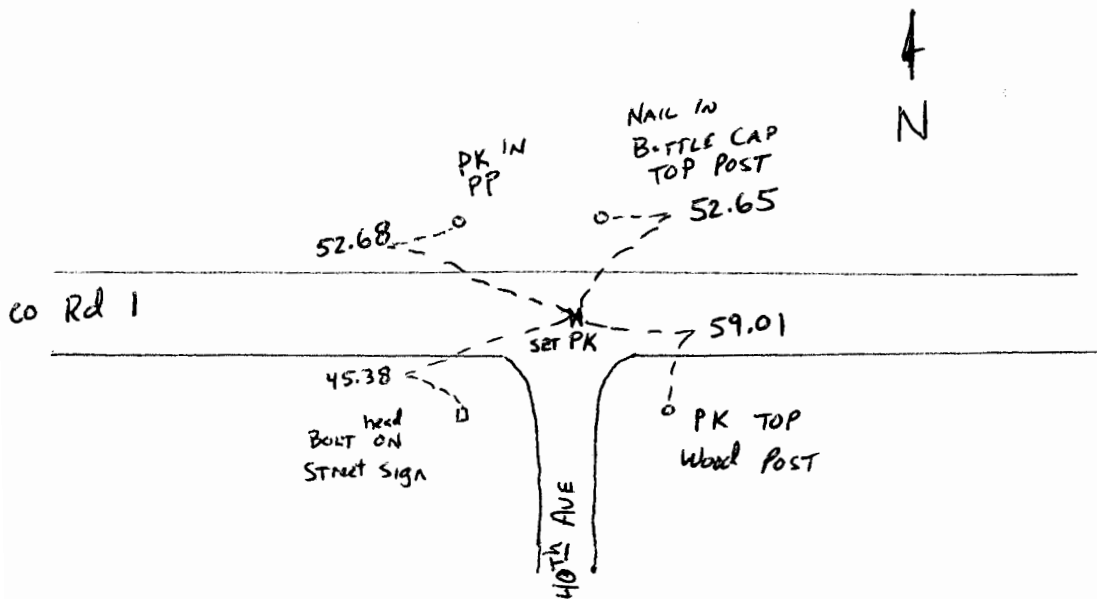 N
NAIL IN
BOTTLE CAP
TOP POST
52.65
PK IN
PP
52.68
CO Rd 1
SET PK
59.01
45.38
BOLT head ON
Street Sign
PK TOP
Wood Post
40Th AVE